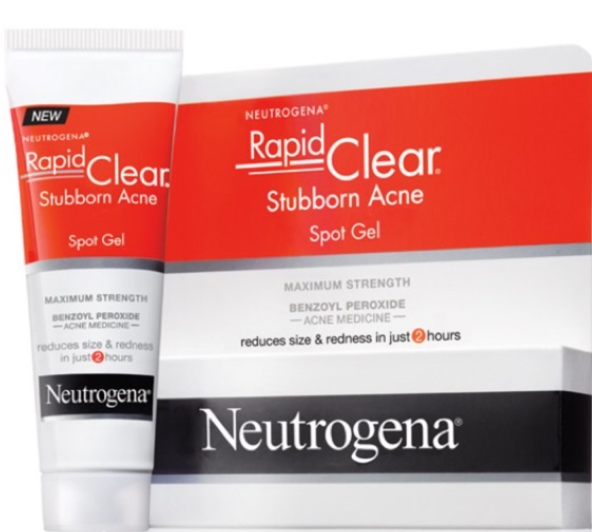 NEW
NEUTROGENA®
Rapid Clear®
Stubborn Acne
Spot Gel
MAXIMUM STRENGTH
BENZOYL PEROXIDE
— ACNE MEDICINE —
reduces size & redness
in just 2 hours
Neutrogena®
NEUTROGENA®
Rapid Clear®
Stubborn Acne
Spot Gel
MAXIMUM STRENGTH
BENZOYL PEROXIDE
— ACNE MEDICINE —
reduces size & redness in just 2 hours
Neutrogena®